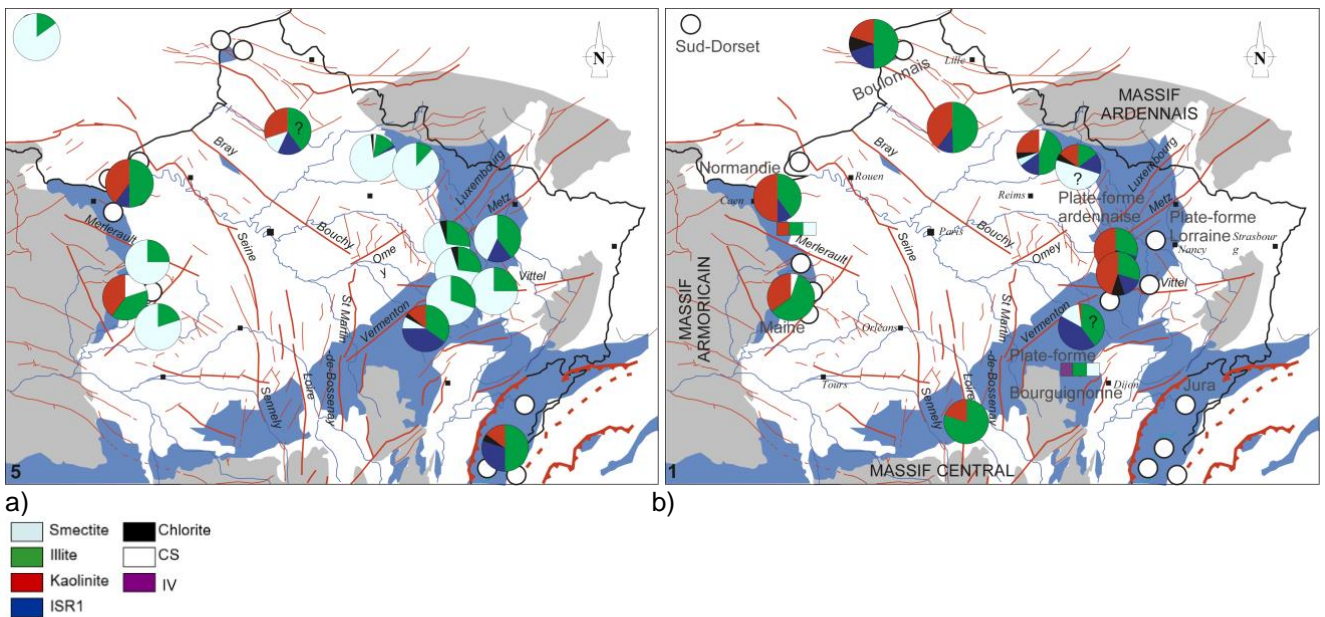 N
?
Bray
Luxembourg
Metz
Merlerault
Seine
Bouchy
Ome
y
Vittel
St Martin
Vermenton
-de-Bossenay
Loire
Sennely
5
Sud-Dorset
N
Boulonnais
Lille
MASSIF
ARDENNAIS
Bray
Normandie
Rouen
Caen
Reims
?
Luxembourg
Plate-forme
ardennaise
Metz
Plate-forme
Lorraine
Strasbour
g
Nancy
Merlerault
Seine
Paris
Bouchy
Omey
Vittel
MASSIF
ARMORICAIN
Maine
Orléans
St Martin
Vermenton
?
Plate-forme
Bourguignonne
-de-Bossenay
Dijon
Jura
Tours
Sennely
Loire
MASSIF CENTRAL
1
a)
b)
Smectite
Chlorite
Illite
CS
Kaolinite
IV
ISR1